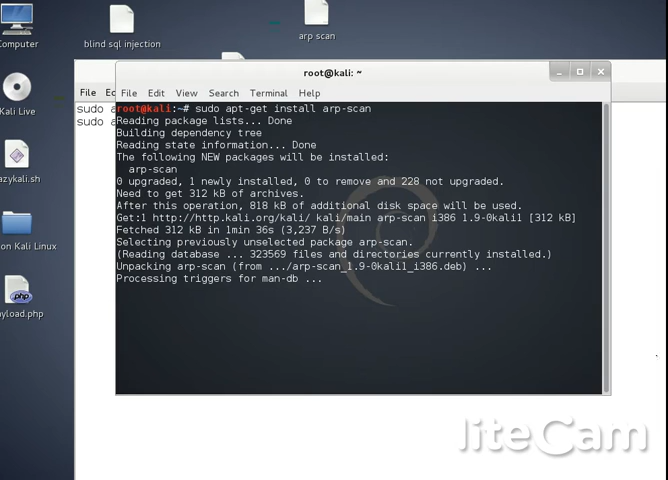 Computer
blind sql injection
arp scan
root@kali: ~
File Edit View Search Terminal Help
File
sudo
sudo
root@kali:~# sudo apt-get install arp-scan
Reading package lists... Done
Building dependency tree
Reading state information... Done
The following NEW packages will be installed:
arp-scan
0 upgraded, 1 newly installed, 0 to remove and 228 not upgraded.
Need to get 312 kB of archives.
After this operation, 818 kB of additional disk space will be used.
Get:1 http://http.kali.org/kali/ kali/main arp-scan i386 1.9-0kali1 [312 kB]
Fetched 312 kB in 1min 36s (3,237 B/s)
Selecting previously unselected package arp-scan.
(Reading database ... 323569 files and directories currently installed.)
Unpacking arp-scan (from .../arp-scan_1.9-0kali1_i386.deb) ...
Processing triggers for man-db ...
Kali Live
azykali.sh
on Kali Linux
php
yload.php
liteCam